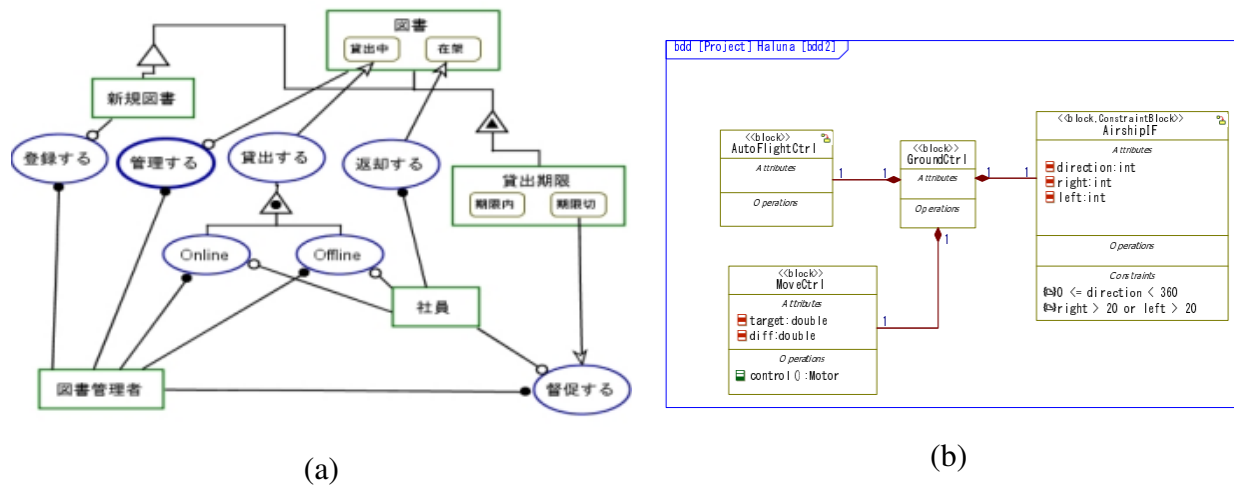 図書
貸出中
在架
新規図書
登録する
管理する
貸出する
返却する
貸出期限
期限内
期限切
Online
Offline
社員
図書管理者
督促する
(a)
bdd [Project] Haluna [bdd2]
<<block>>
AutoFlightCtrl
Attributes
Operations
1
1
<<block>>
GroundCtrl
Attributes
Operations
1
1
1
<<block,ConstraintBlock>>
AirshipIF
Attributes
direction:int
right:int
left:int
Operations
Constraints
0 <= direction < 360
right > 20 or left > 20
<<block>>
MoveCtrl
Attributes
target:double
diff:double
Operations
control():Motor
1
(b)